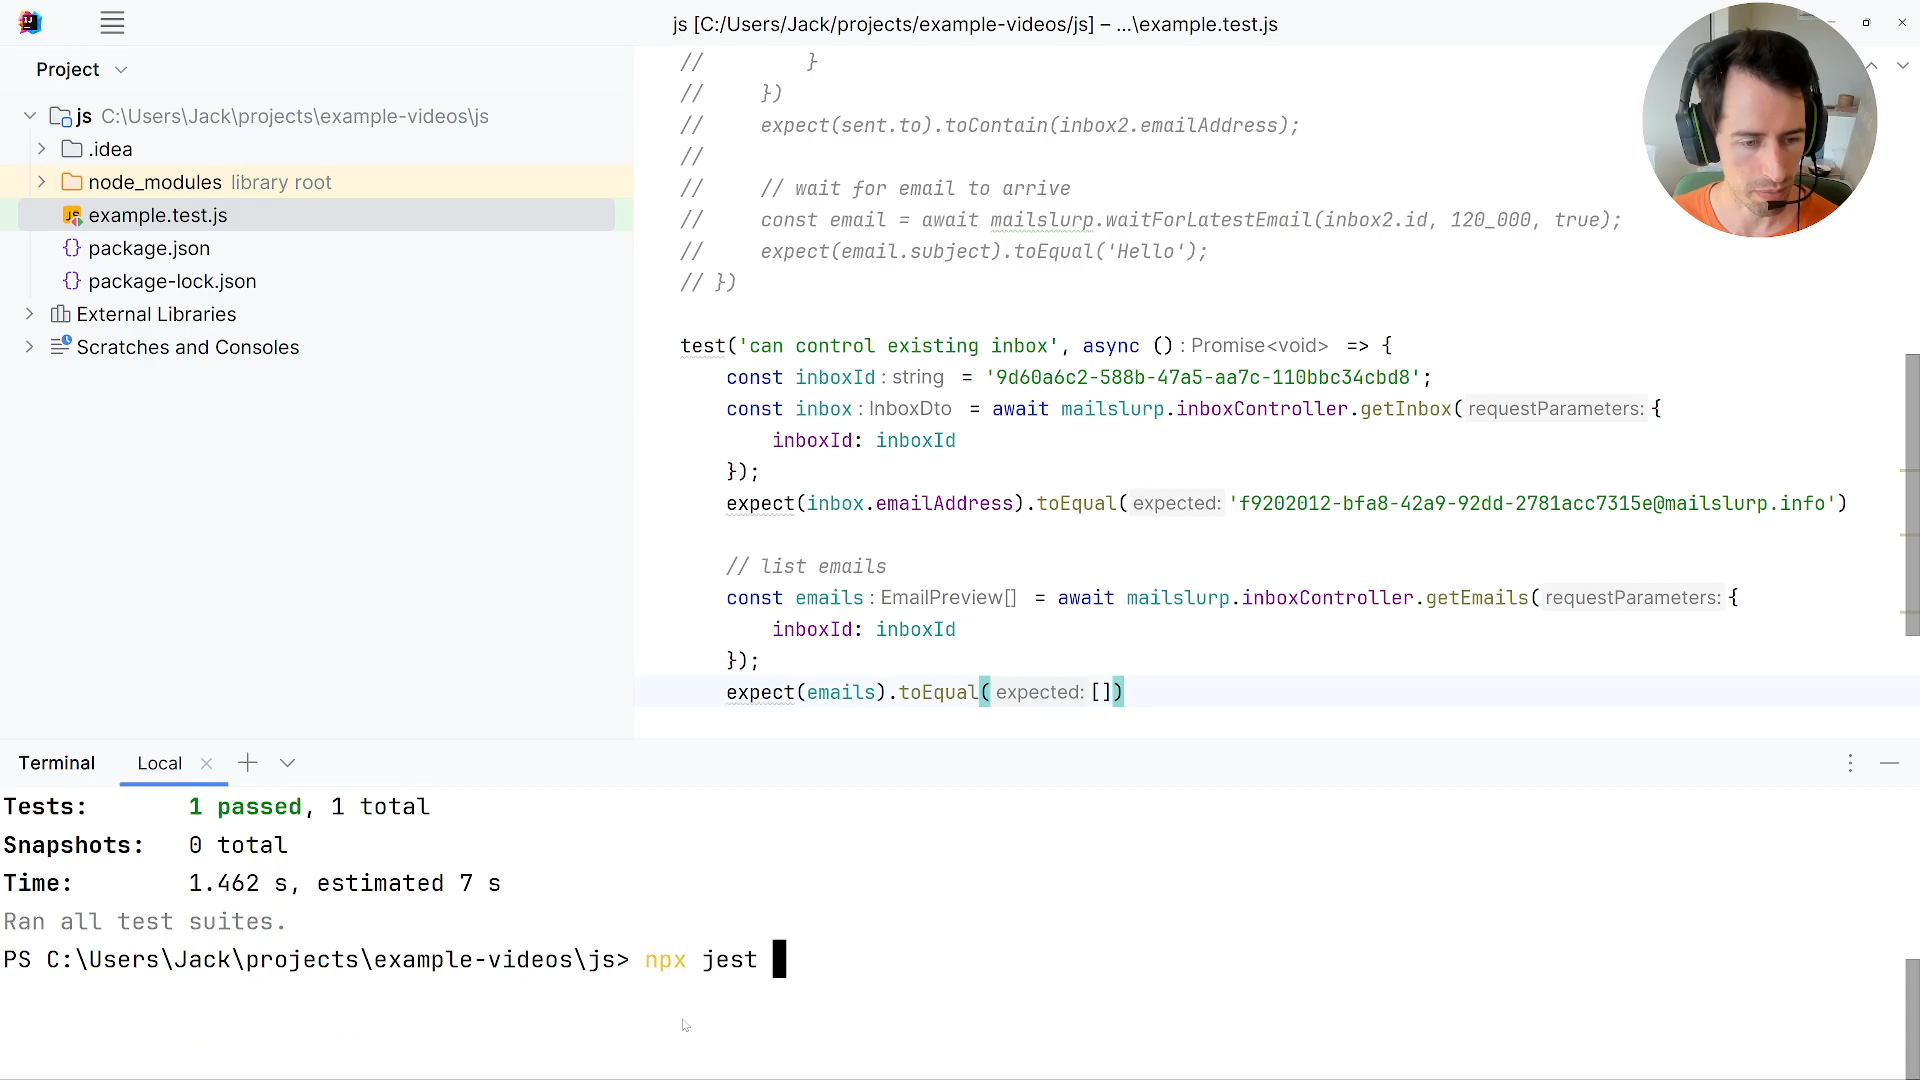 js [C:/Users/Jack/projects/example-videos/js] – ...\example.test.js
Project
js C:\Users\Jack\projects\example-videos\js
.idea
node_modules library root
example.test.js
package.json
package-lock.json
External Libraries
Scratches and Consoles
//         }
//     })
//     expect(sent.to).toContain(inbox2.emailAddress);
//
//     // wait for email to arrive
//     const email = await mailslurp.waitForLatestEmail(inbox2.id, 120_000, true);
//     expect(email.subject).toEqual('Hello');
// })
test('can control existing inbox', async () : Promise<void> => {
    const inboxId : string = '9d60a6c2-588b-47a5-aa7c-110bbc34cbd8';
    const inbox : InboxDto = await mailslurp.inboxController.getInbox( requestParameters: {
        inboxId: inboxId
    });
    expect(inbox.emailAddress).toEqual( expected: 'f9202012-bfa8-42a9-92dd-2781acc7315e@mailslurp.info')
    // list emails
    const emails : EmailPreview[] = await mailslurp.inboxController.getEmails( requestParameters: {
        inboxId: inboxId
    });
    expect(emails).toEqual( expected: [])
Terminal Local
Tests: 1 passed, 1 total
Snapshots: 0 total
Time: 1.462 s, estimated 7 s
Ran all test suites.
PS C:\Users\Jack\projects\example-videos\js> npx jest